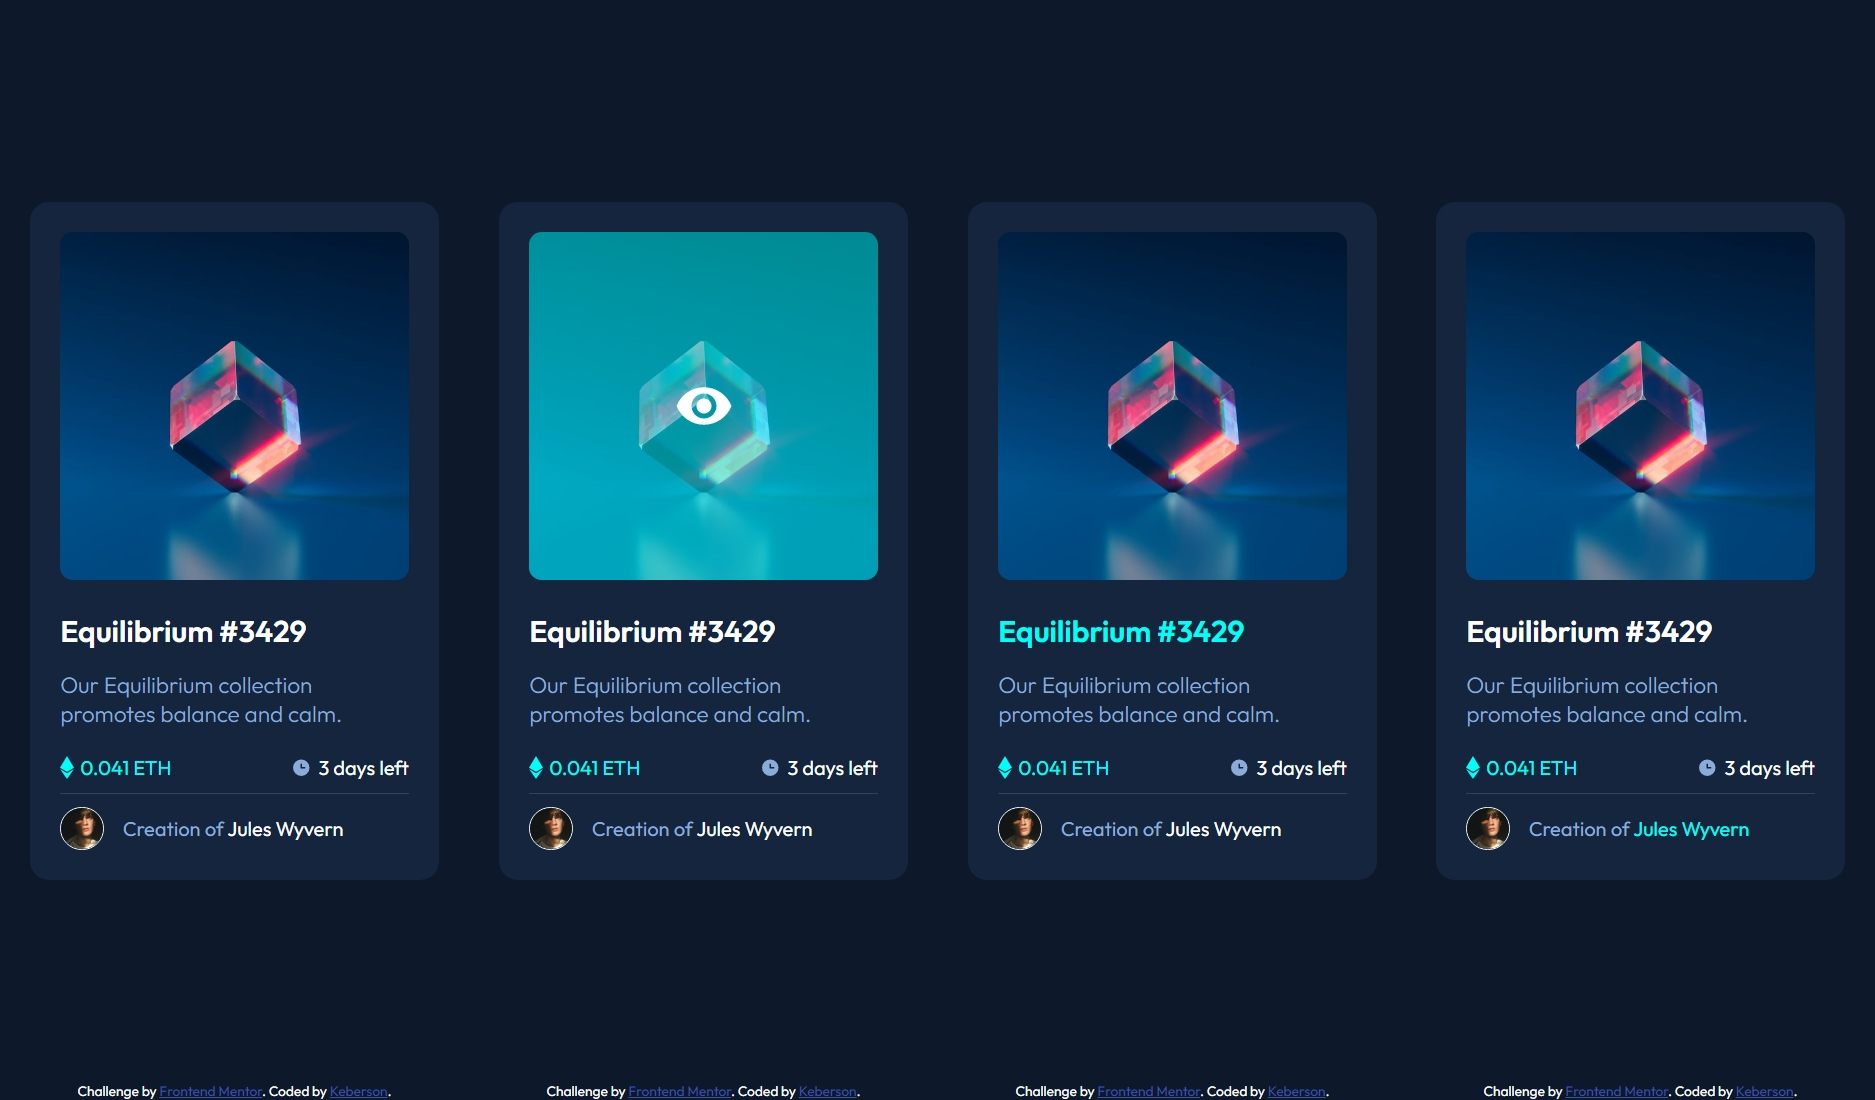 Equilibrium #3429
Our Equilibrium collection
promotes balance and calm.
0.041 ETH
3 days left
Creation of Jules Wyvern
Challenge by Frontend Mentor. Coded by Keberson.
Equilibrium #3429
Our Equilibrium collection
promotes balance and calm.
0.041 ETH
3 days left
Creation of Jules Wyvern
Challenge by Frontend Mentor. Coded by Keberson.
Equilibrium #3429
Our Equilibrium collection
promotes balance and calm.
0.041 ETH
3 days left
Creation of Jules Wyvern
Challenge by Frontend Mentor. Coded by Keberson.
Equilibrium #3429
Our Equilibrium collection
promotes balance and calm.
0.041 ETH
3 days left
Creation of Jules Wyvern
Challenge by Frontend Mentor. Coded by Keberson.